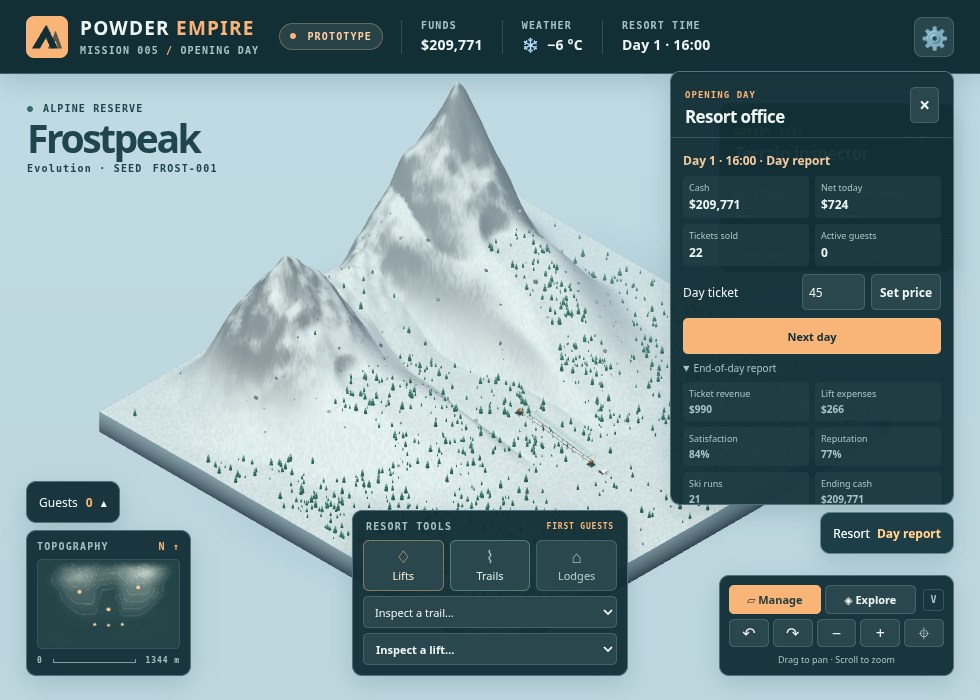 POWDER EMPIRE
MISSION 005 / OPENING DAY
PROTOTYPE
FUNDS
$209,771
WEATHER
−6 °C
RESORT TIME
Day 1 · 16:00
ALPINE RESERVE
Frostpeak
Evolution · SEED FROST-001
OPENING DAY
Resort office
×
Day 1 · 16:00 · Day report
Cash
$209,771
Net today
$724
Tickets sold
22
Active guests
0
Day ticket
45
Set price
Next day
▼ End-of-day report
Ticket revenue
$990
Lift expenses
$266
Satisfaction
84%
Reputation
77%
Ski runs
21
Ending cash
$209,771
Guests 0 ▲
TOPOGRAPHY N ↑
0 1344 m
RESORT TOOLS FIRST GUESTS
Lifts
Trails
Lodges
Inspect a trail...
Inspect a lift...
Resort Day report
Manage
Explore
V
↶ ↷ − +
Drag to pan · Scroll to zoom